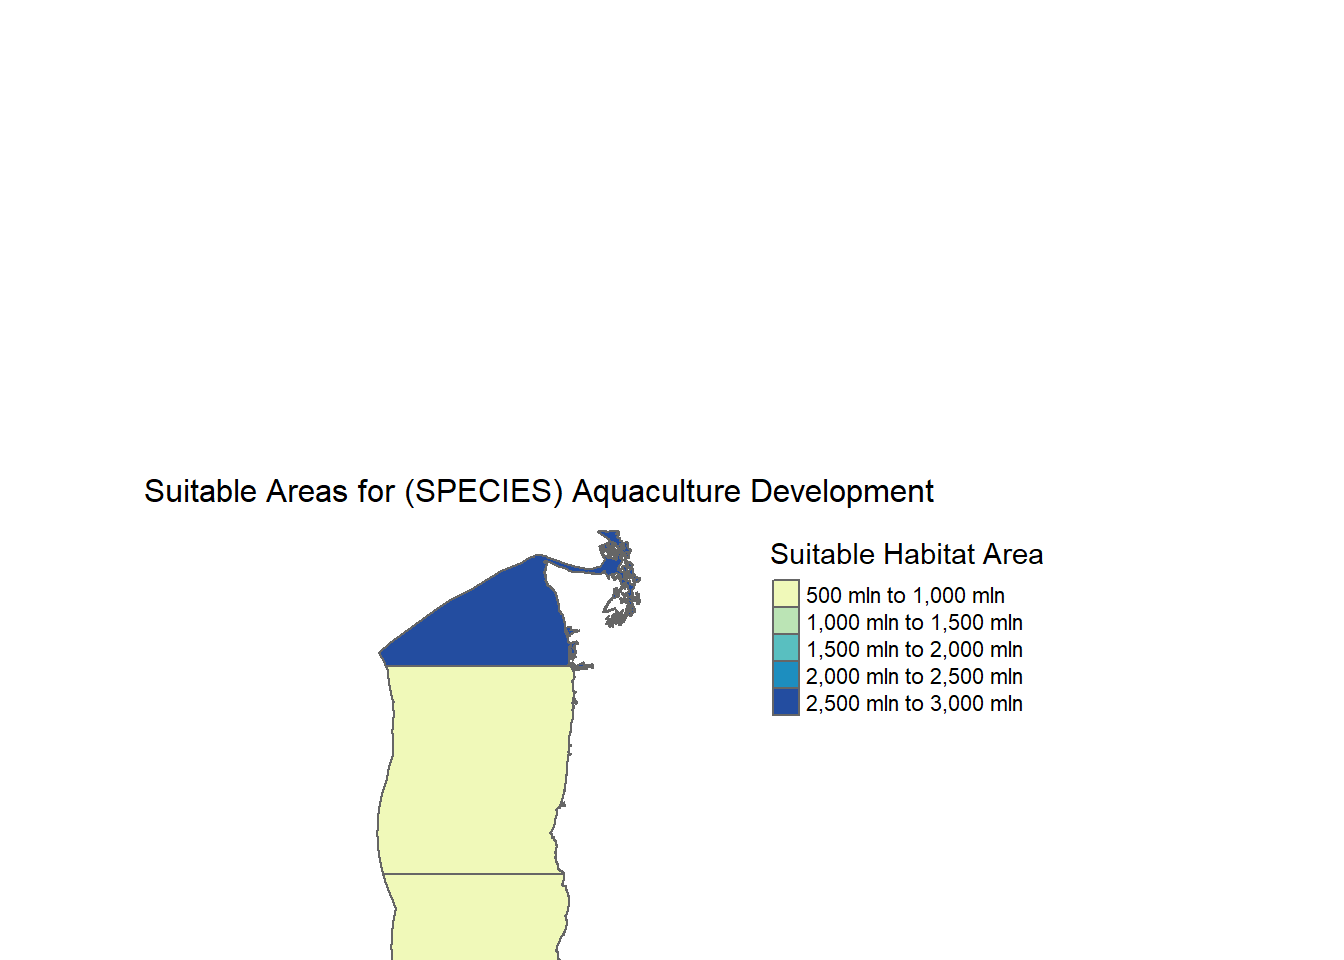 Suitable Areas for (SPECIES) Aquaculture Development
Suitable Habitat Area
500 mln to 1,000 mln
1,000 mln to 1,500 mln
1,500 mln to 2,000 mln
2,000 mln to 2,500 mln
2,500 mln to 3,000 mln